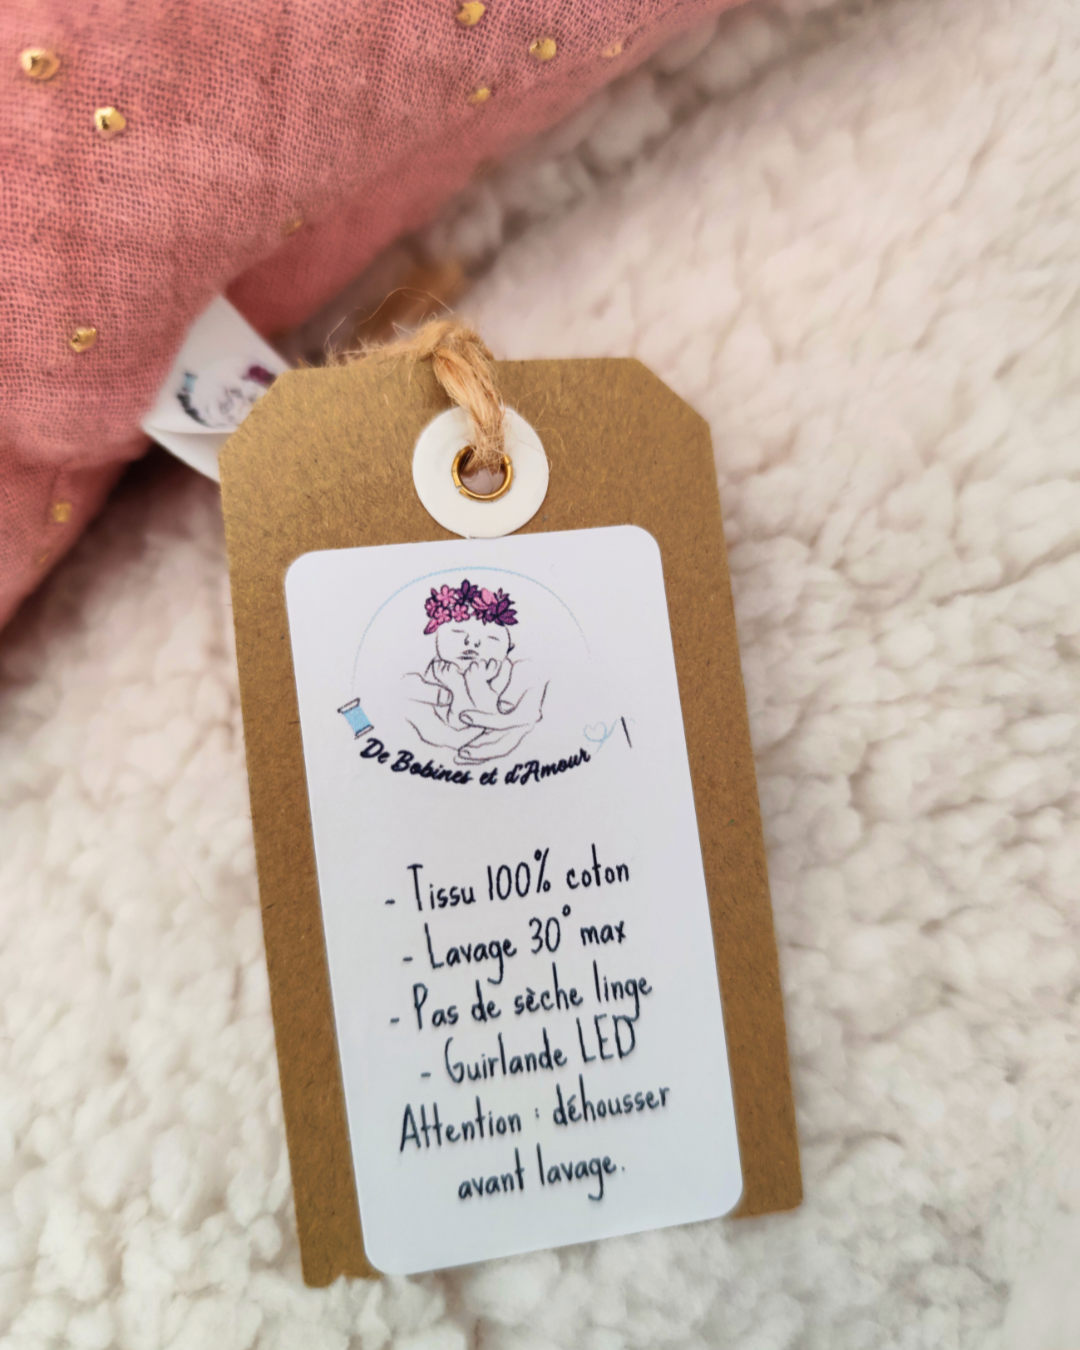 De Bobines et d'Amour
- Tissu 100% coton
- Lavage 30° max
- Pas de sèche linge
- Guirlande LED
Attention : déhousser
avant lavage.